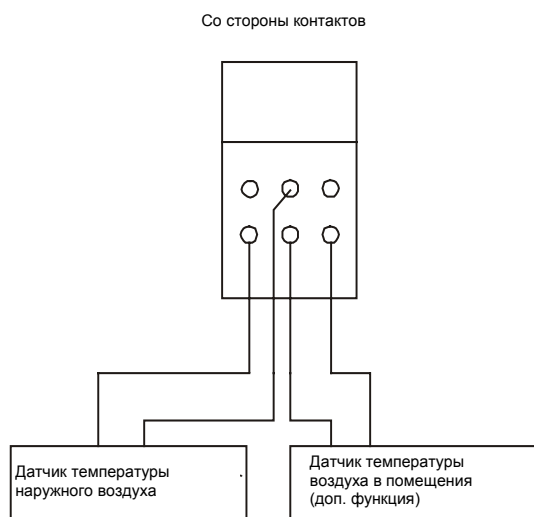 Со стороны контактов
Датчик температуры
наружного воздуха
Датчик температуры
воздуха в помещения
(доп. функция)